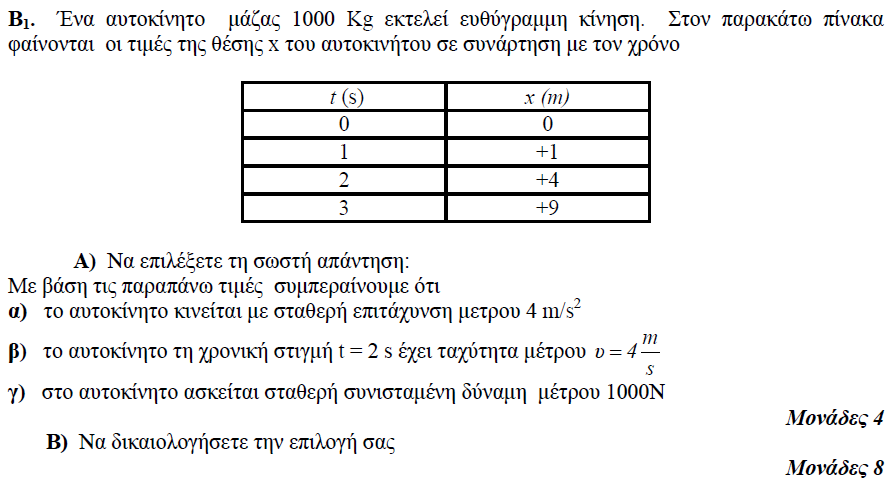 Β1. Ένα αυτοκίνητο μάζας 1000 Kg εκτελεί ευθύγραμμη κίνηση. Στον παρακάτω πίνακα
φαίνονται οι τιμές της θέσης x του αυτοκινήτου σε συνάρτηση με τον χρόνο
t (s) x (m)
0 0
1 +1
2 +4
3 +9
Α) Να επιλέξετε τη σωστή απάντηση:
Με βάση τις παραπάνω τιμές συμπεραίνουμε ότι
α) το αυτοκίνητο κινείται με σταθερή επιτάχυνση μετρου 4 m/s²
β) το αυτοκίνητο τη χρονική στιγμή t = 2 s έχει ταχύτητα μέτρου υ = 4 m/s
γ) στο αυτοκίνητο ασκείται σταθερή συνισταμένη δύναμη μέτρου 1000N
Μονάδες 4
Β) Να δικαιολογήσετε την επιλογή σας
Μονάδες 8